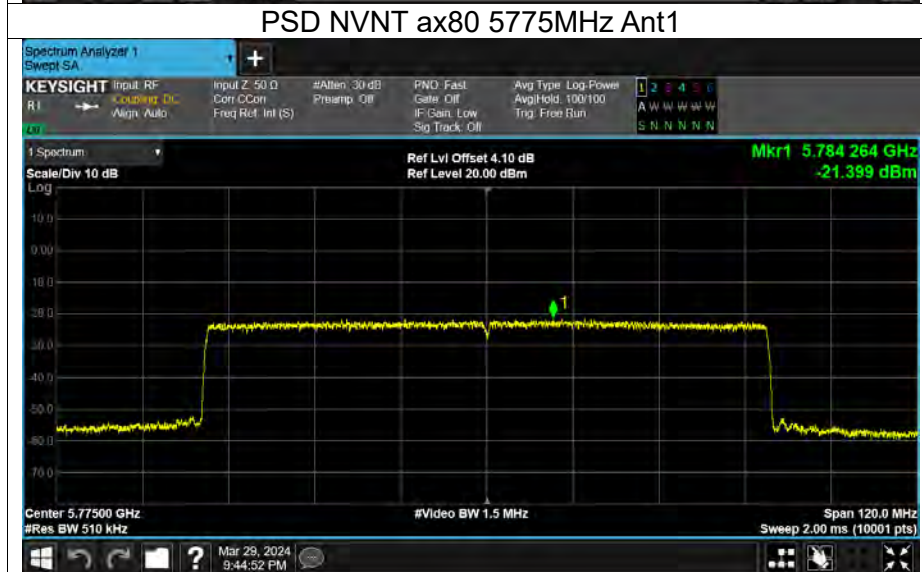 PSD NVNT ax80 5775MHz Ant1
Spectrum Analyzer 1
Swept SA
+
KEYSIGHT Input: RF Input Z: 50 Ω #Atten: 30 dB PNO: Fast Avg Type: Log-Power 1 2 3 4 5 6
RL Coupling: DC Corr CCorr Preamp: Off Gate: Off Avg|Hold: 100/100 A W W W W W
Align: Auto Freq Ref: Int (S) IF Gain: Low Trig: Free Run
Sig Track: Off S N N N N N
1 Spectrum
Ref Lvl Offset 4.10 dB Mkr1 5.784 264 GHz
Scale/Div 10 dB Ref Level 20.00 dBm -21.399 dBm
Log
10.0
0.00
-10.0
-20.0
1
-30.0
-40.0
-50.0
-60.0
-70.0
Center 5.77500 GHz #Video BW 1.5 MHz Span 120.0 MHz
#Res BW 510 kHz Sweep 2.00 ms (10001 pts)
? Mar 29, 2024
9:44:52 PM